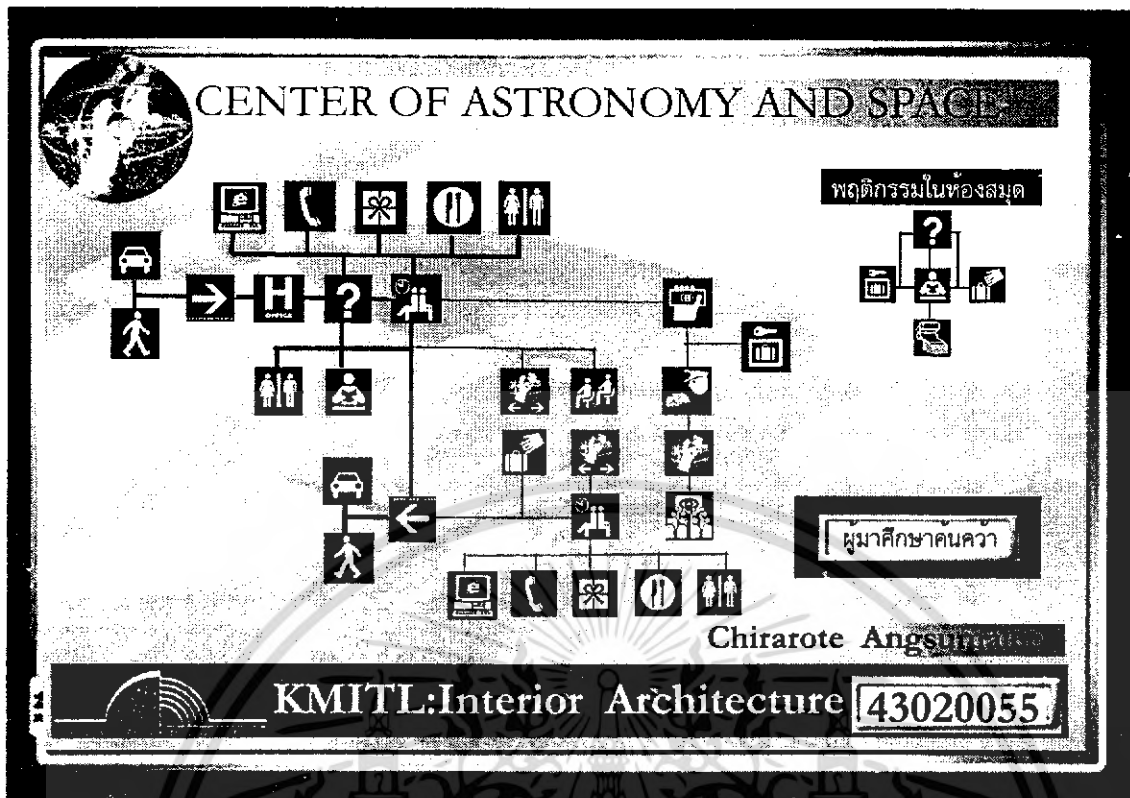 CENTER OF ASTRONOMY AND SPACE
พฤติกรรมในห้องสมุด
e
?
H
OFFICE
?
ผู้มาศึกษาค้นคว้า
e
Chirarote
KMITL:Interior Architecture 43020055